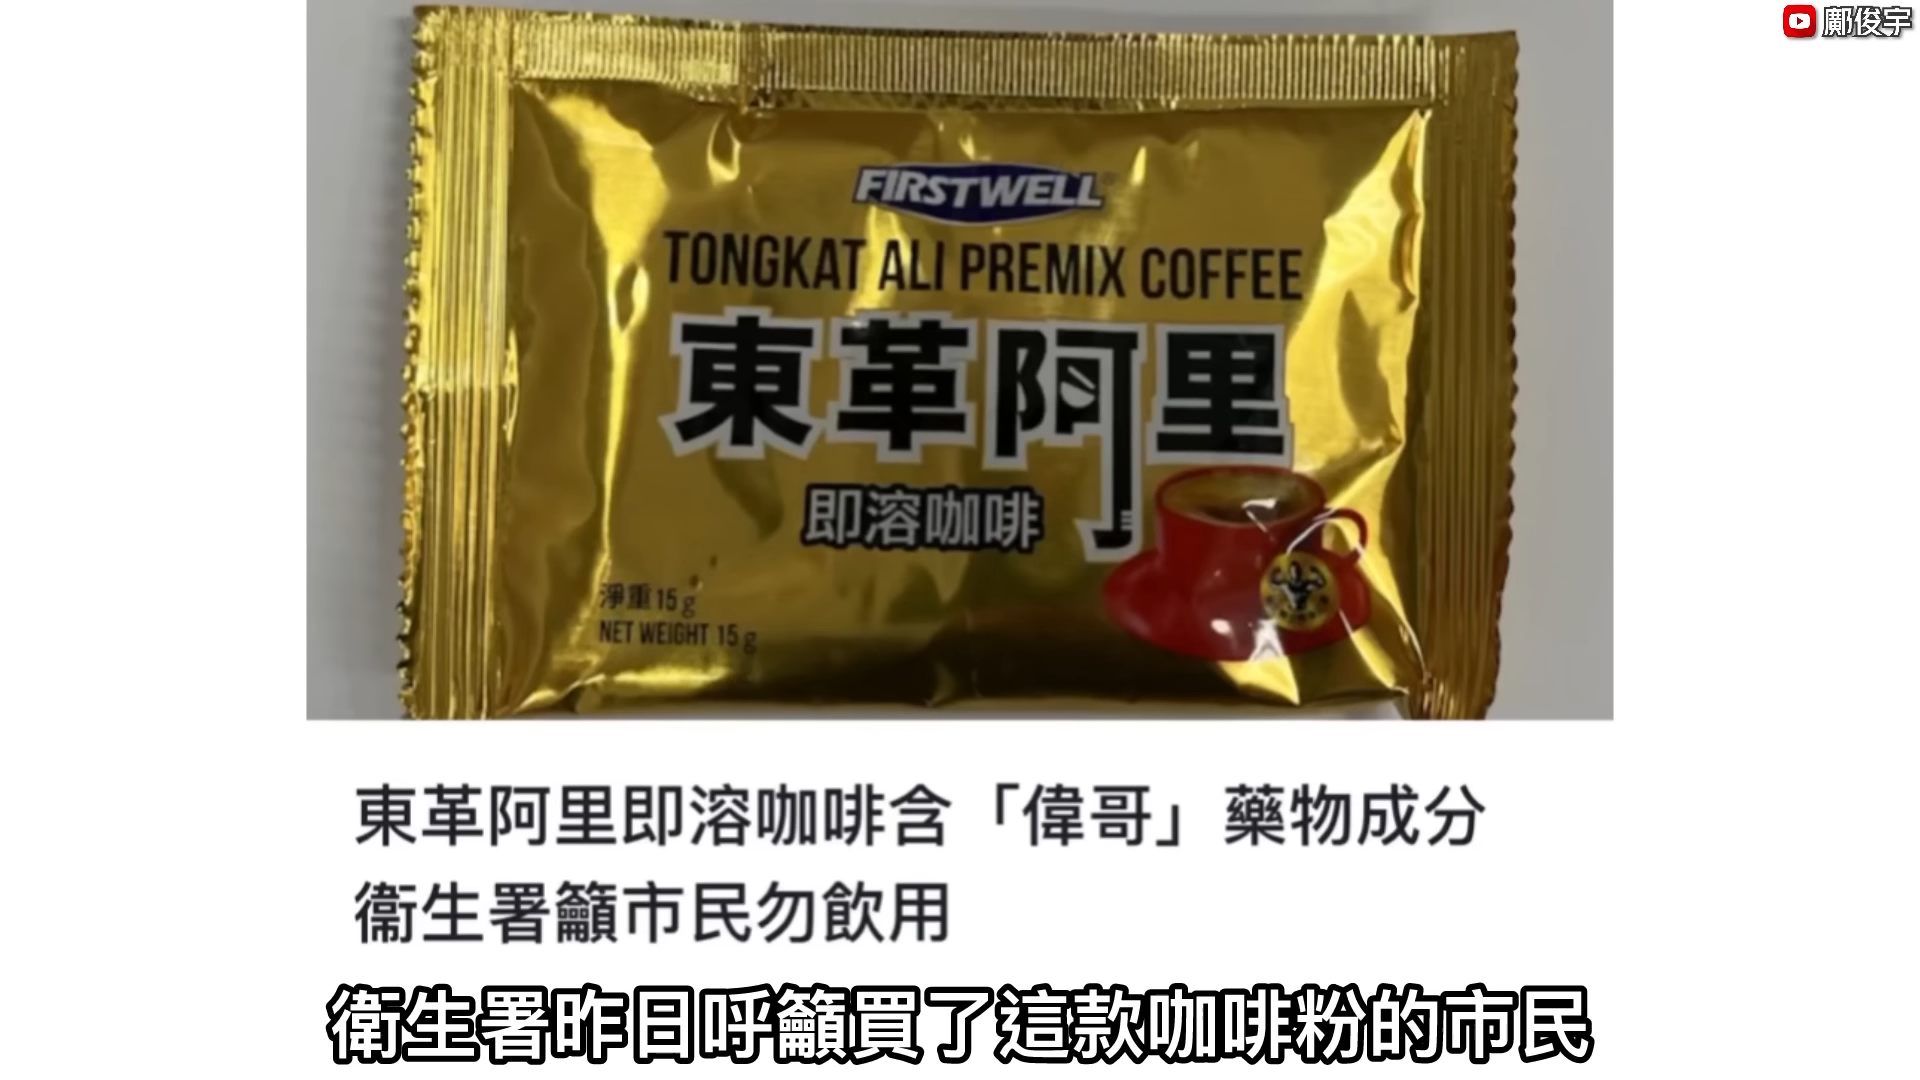 鄺俊宇
FIRSTWELL
TONGKAT ALI PREMIX COFFEE
東革阿里
即溶咖啡
淨重 15 g
NET WEIGHT 15 g
東革阿里即溶咖啡含「偉哥」藥物成分
衞生署籲市民勿飲用
衞生署昨日呼籲買了這款咖啡粉的市民